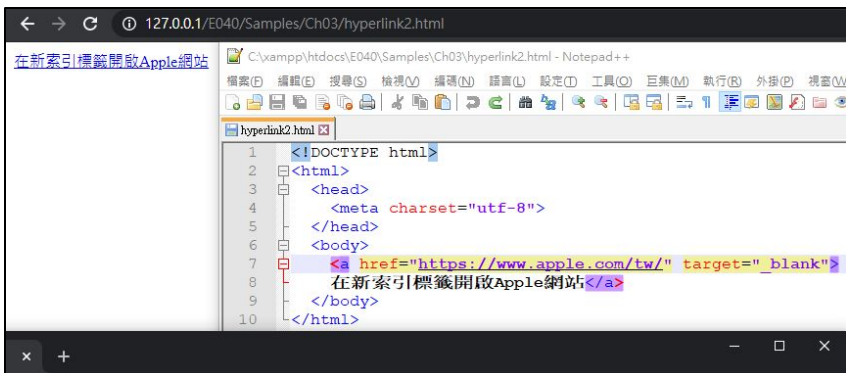 127.0.0.1/E040/Samples/Ch03/hyperlink2.html
在新索引標籤開啟Apple網站
C:\xampp\htdocs\E040\Samples\Ch03\hyperlink2.html - Notepad++
檔案(F) 編輯(E) 搜尋(S) 檢視(V) 編碼(N) 語言(L) 設定(T) 工具(O) 巨集(M) 執行(R) 外掛(P) 視窗(W
hyperlink2.html
1 <!DOCTYPE html>
2 <html>
3 <head>
4 <meta charset="utf-8">
5 </head>
6 <body>
7 <a href="https://www.apple.com/tw/" target="_blank">
8 在新索引標籤開啟Apple網站</a>
9 </body>
10 </html>